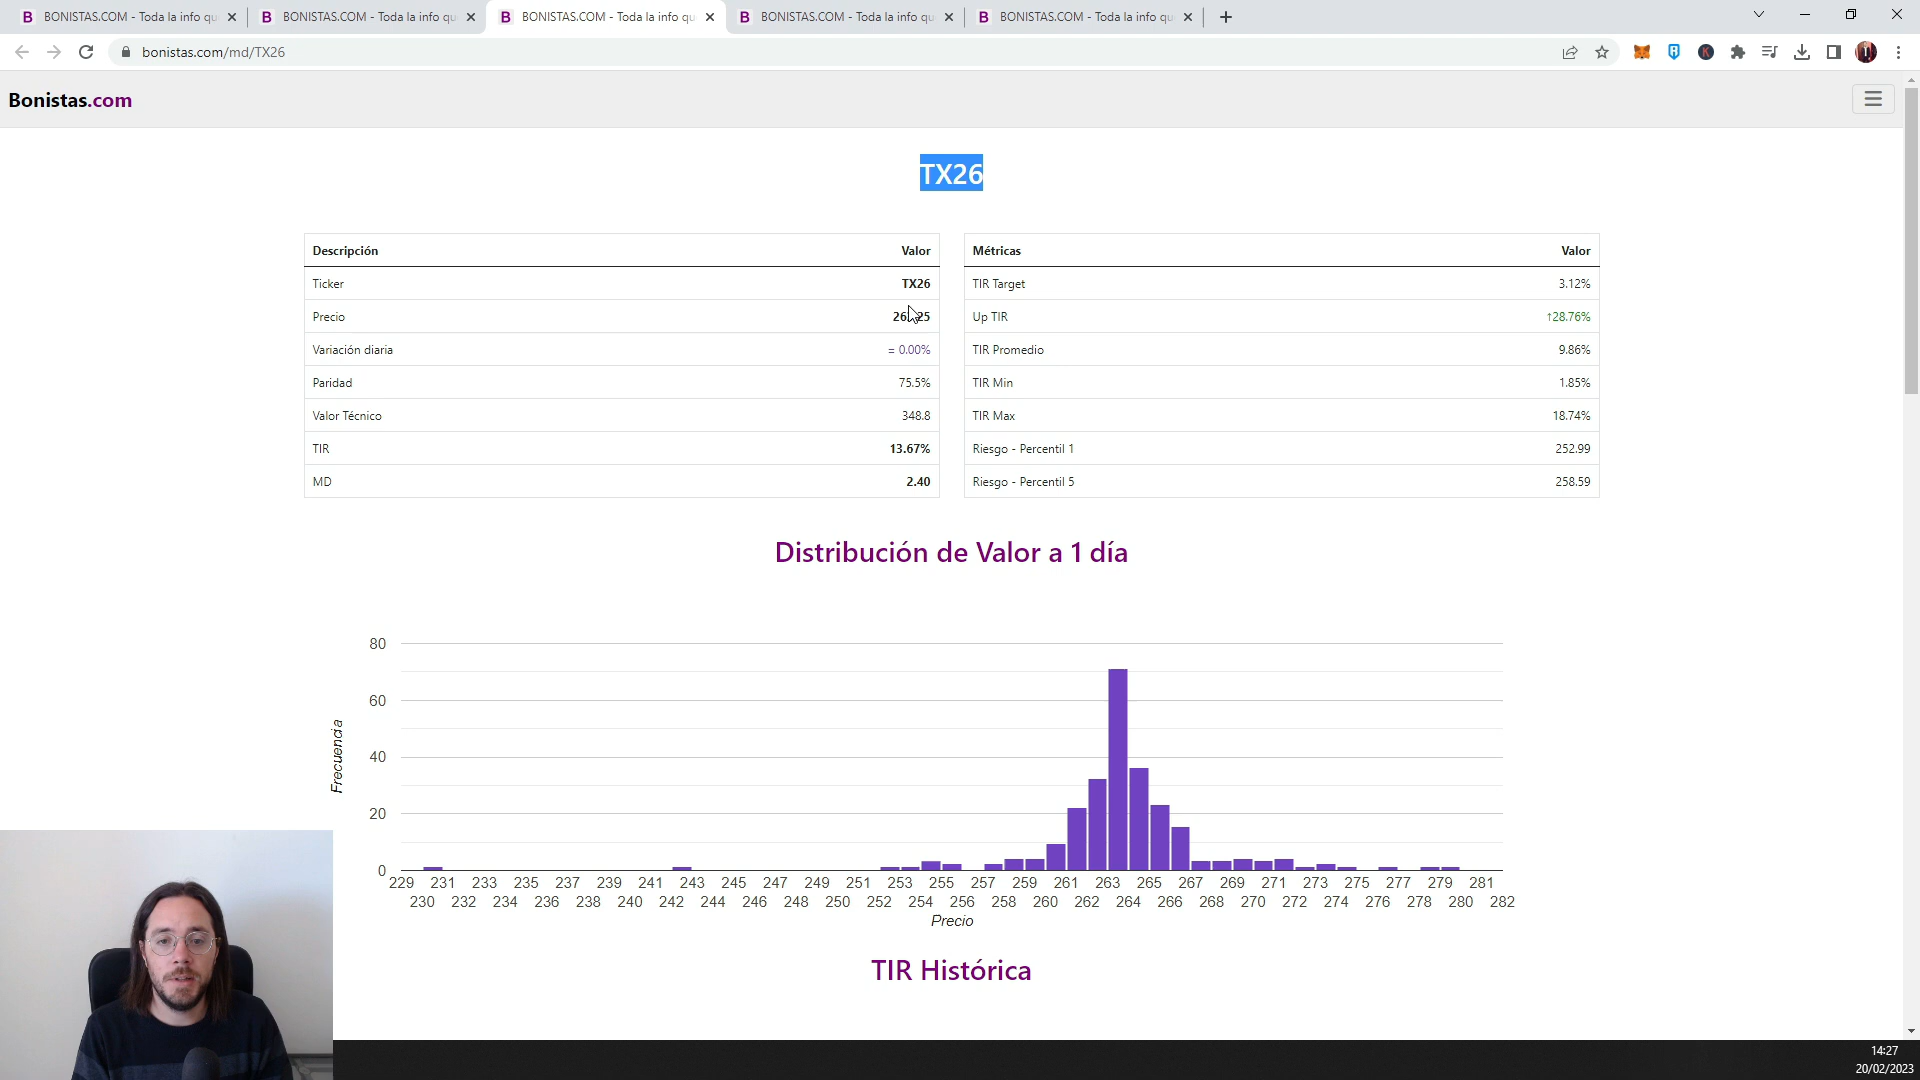 BONISTAS.COM - Toda la info qu
BONISTAS.COM - Toda la info qu
BONISTAS.COM - Toda la info qu
BONISTAS.COM - Toda la info qu
BONISTAS.COM - Toda la info qu
bonistas.com/md/TX26
Bonistas.com
TX26
Descripción Valor
Ticker TX26
Precio
Variación diaria = 0.00%
Paridad 75.5%
Valor Técnico 348.8
TIR 13.67%
MD 2.40
Métricas Valor
TIR Target 3.12%
Up TIR ↑28.76%
TIR Promedio 9.86%
TIR Min 1.85%
TIR Max 18.74%
Riesgo - Percentil 1 252.99
Riesgo - Percentil 5 258.59
Distribución de Valor a 1 día
80
60
40
20
0
Frecuencia
229 231 233 235 237 239 241 243 245 247 249 251 253 255 257 259 261 263 265 267 269 271 273 275 277 279 281
230 232 234 236 238 240 242 244 246 248 250 252 254 256 258 260 262 264 266 268 270 272 274 276 278 280 282
Precio
TIR Histórica
14:27
20/02/2023